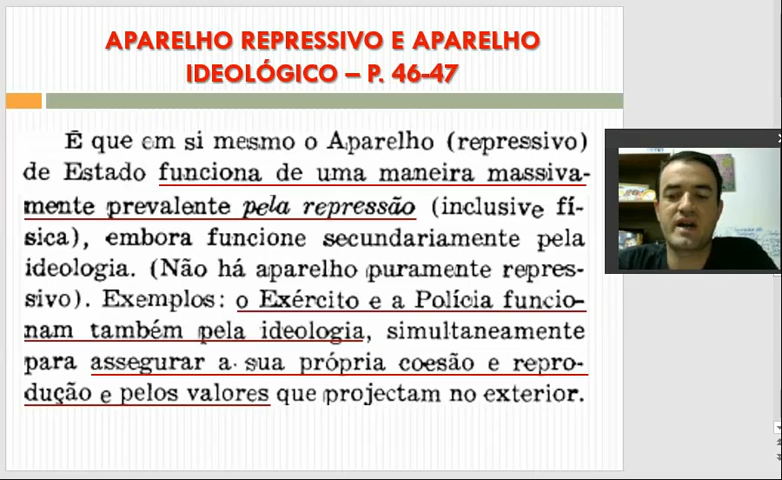 APARELHO REPRESSIVO E APARELHO
IDEOLÓGICO – P. 46-47
É que em si mesmo o Aparelho (repressivo)
de Estado funciona de uma maneira massiva-
mente prevalente pela repressão (inclusive fí-
sica), embora funcione secundariamente pela
ideologia. (Não há aparelho puramente repres-
sivo). Exemplos: o Exército e a Polícia funcio-
nam também pela ideologia, simultaneamente
para assegurar a sua própria coesão e repro-
dução e pelos valores que projectam no exterior.